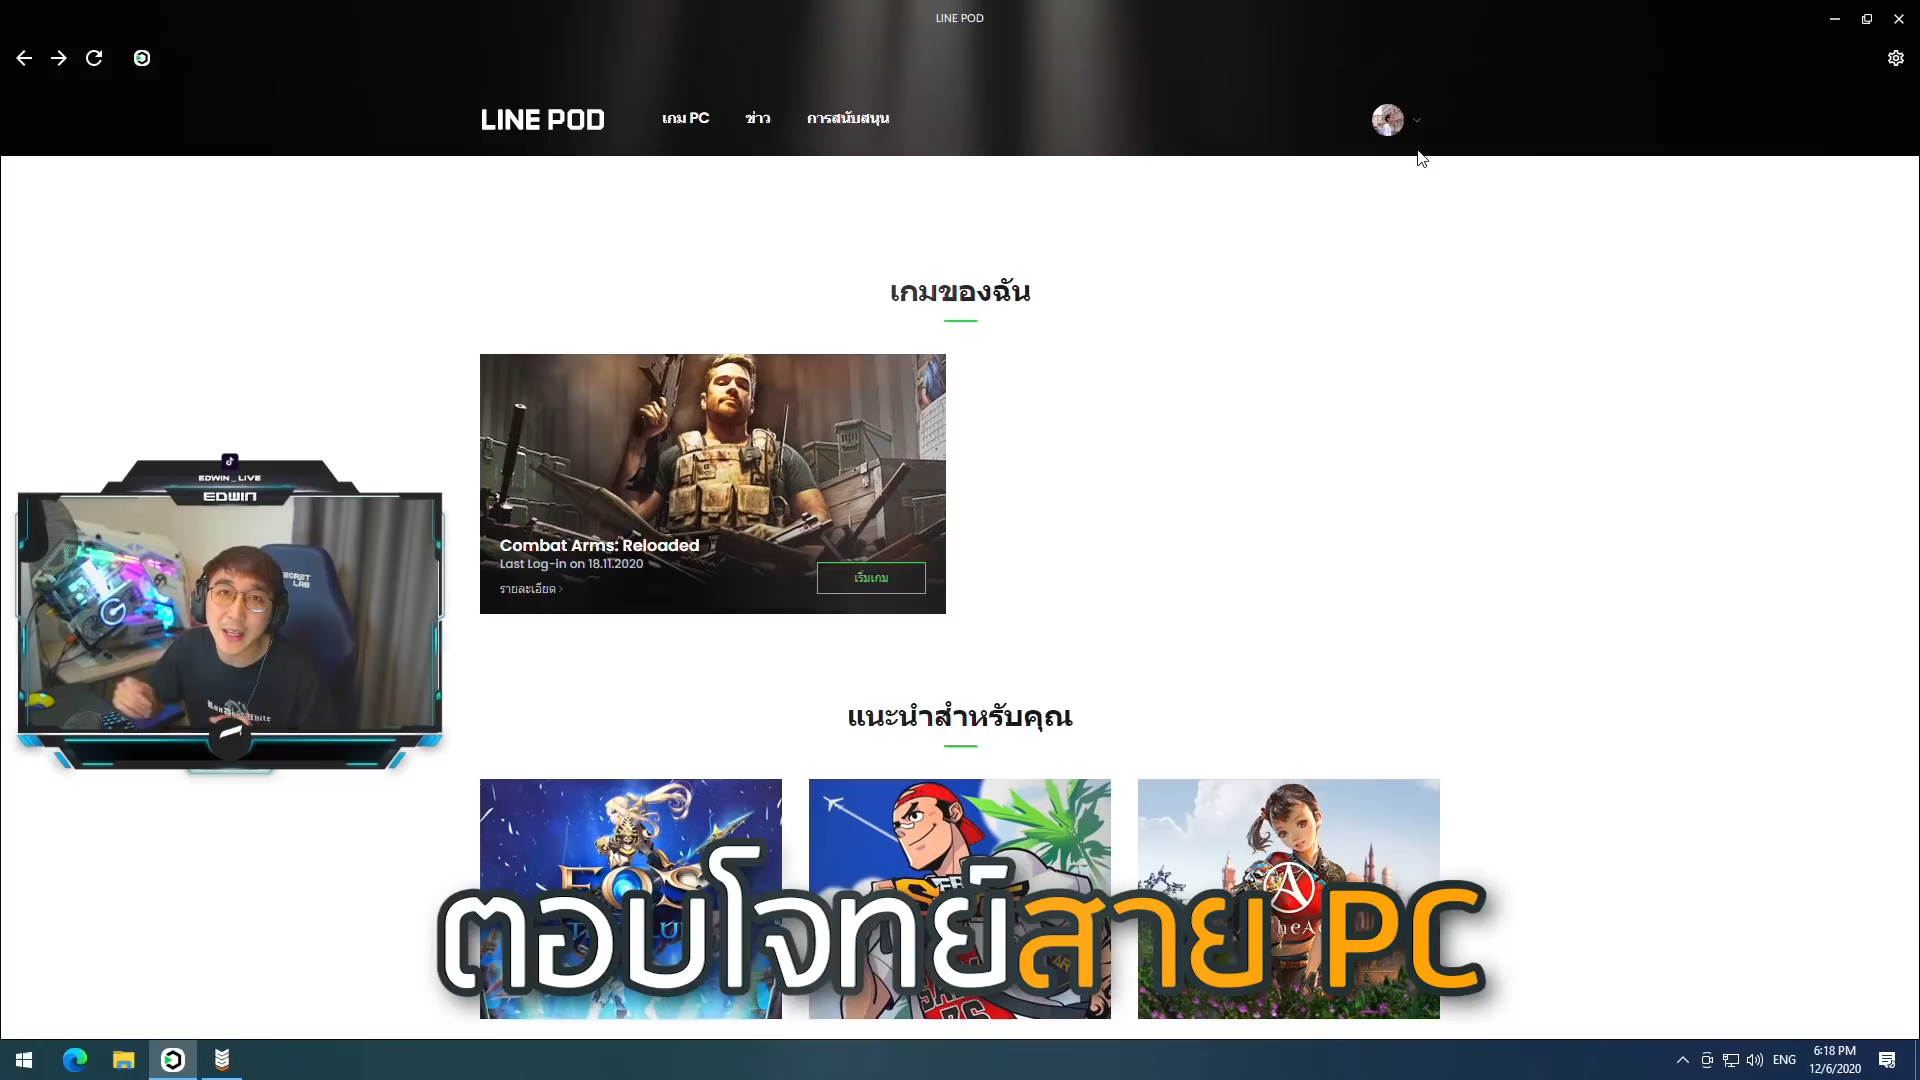 LINE POD
LINE POD
เกม PC
ข่าว
การสนับสนุน
เกมของฉัน
Combat Arms: Reloaded
Last Log-in on 18.11.2020
รายละเอียด
เริ่มเกม
EDWIN_LIVE
EDWIN
SECRET
LAB
แนะนำสำหรับคุณ
ตอบโจทย์สาย PC
ENG
6:18 PM
12/6/2020